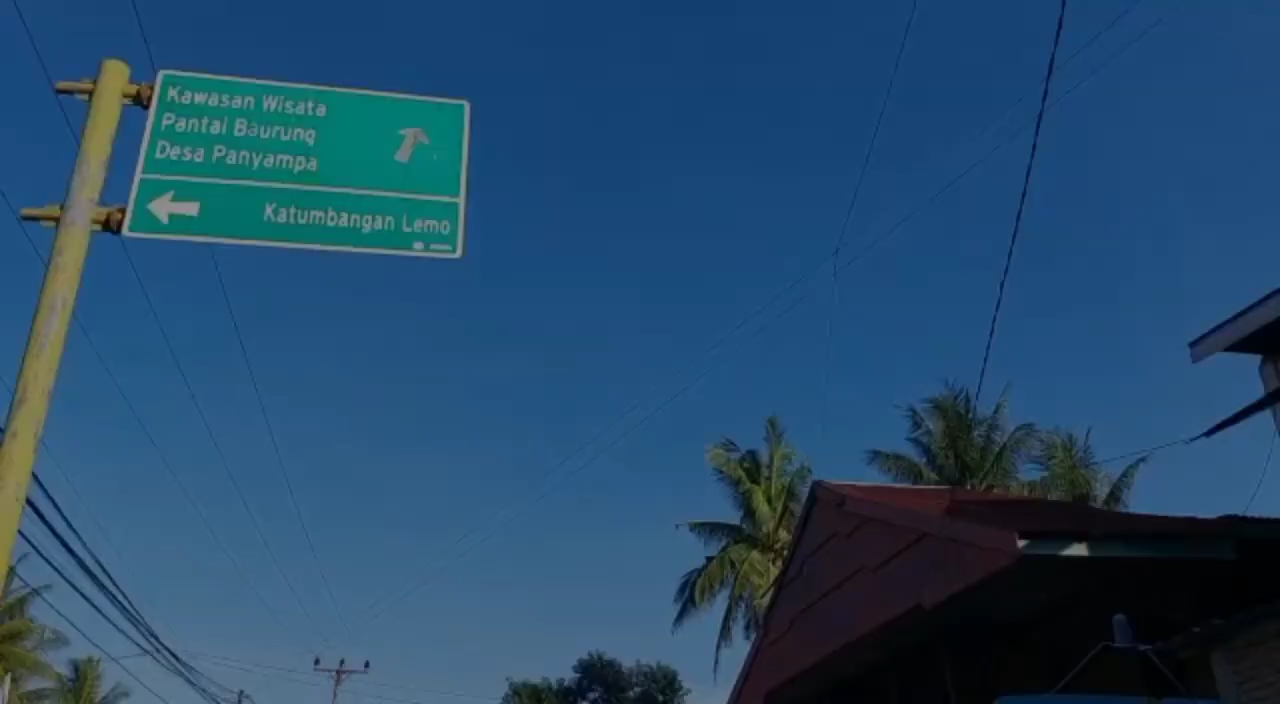 Kawasan Wisata
Pantai Baurung
Desa Panyampa
Katumbangan Lemo